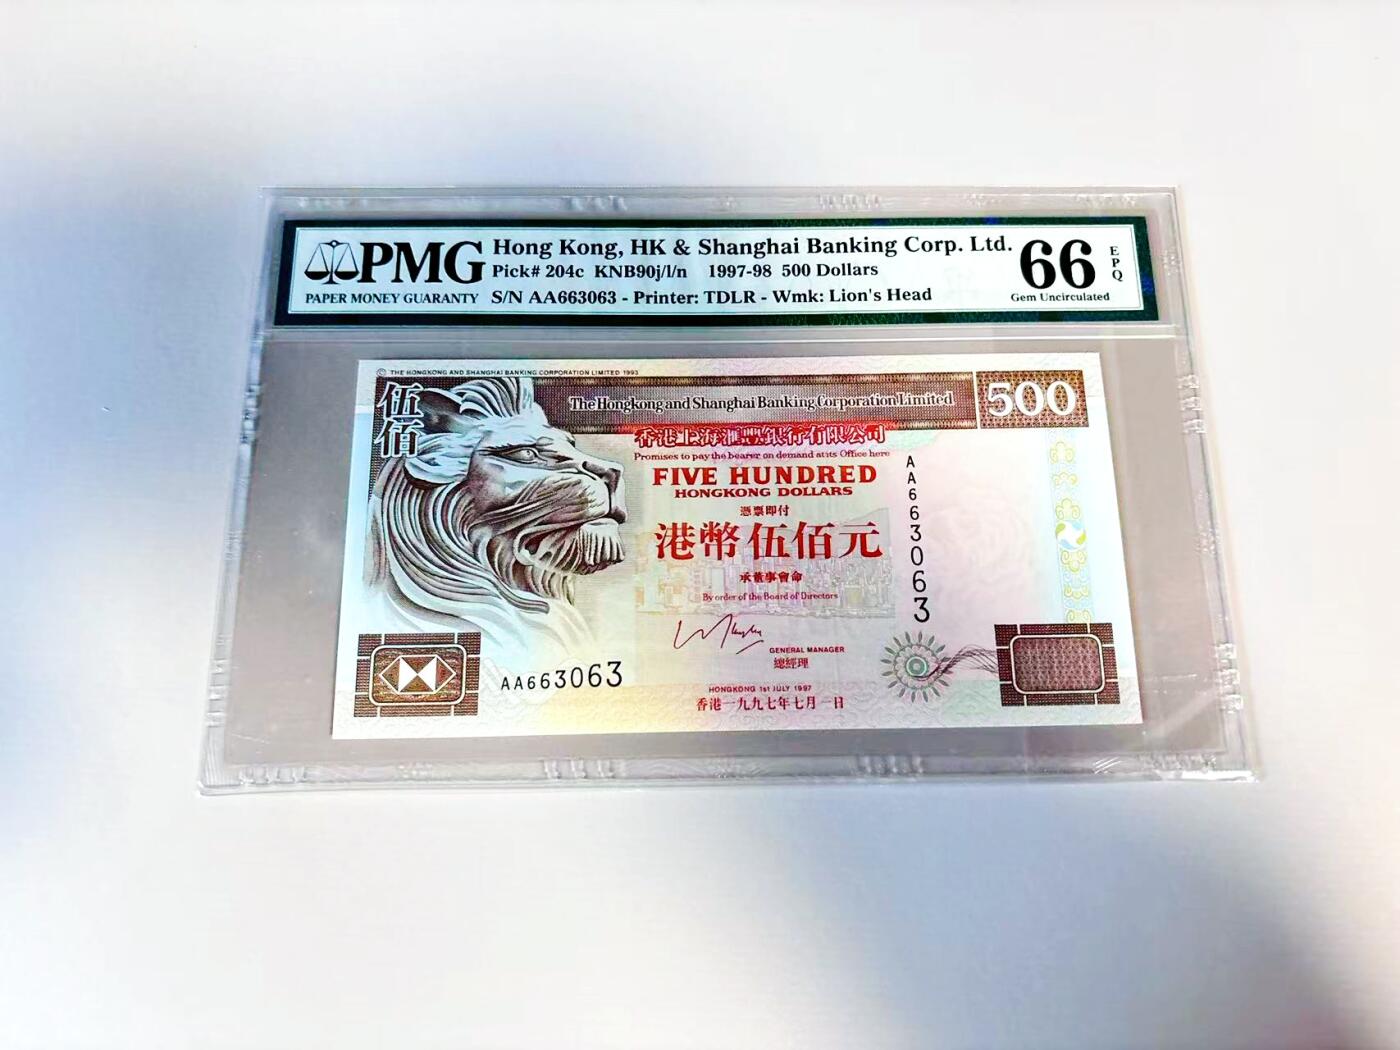 PMG
PAPER MONEY GUARANTY
Hong Kong, HK & Shanghai Banking Corp. Ltd.
Pick# 204c KNB90j/l/n 1997-98 500 Dollars
S/N AA663063 - Printer: TDLR - Wmk: Lion's Head
66
EPQ
Gem Uncirculated
© THE HONGKONG AND SHANGHAI BANKING CORPORATION LIMITED 1993
伍佰
The Hongkong and Shanghai Banking Corporation Limited
500
香港上海滙豐銀行有限公司
Promises to pay the bearer on demand at its Office here
FIVE HUNDRED
HONGKONG DOLLARS
憑票即付
港幣伍佰元
承董事會命
By order of the Board of Directors
AA663063
GENERAL MANAGER
總經理
AA663063
HONGKONG 1st JULY 1997
香港一九九七年七月一日